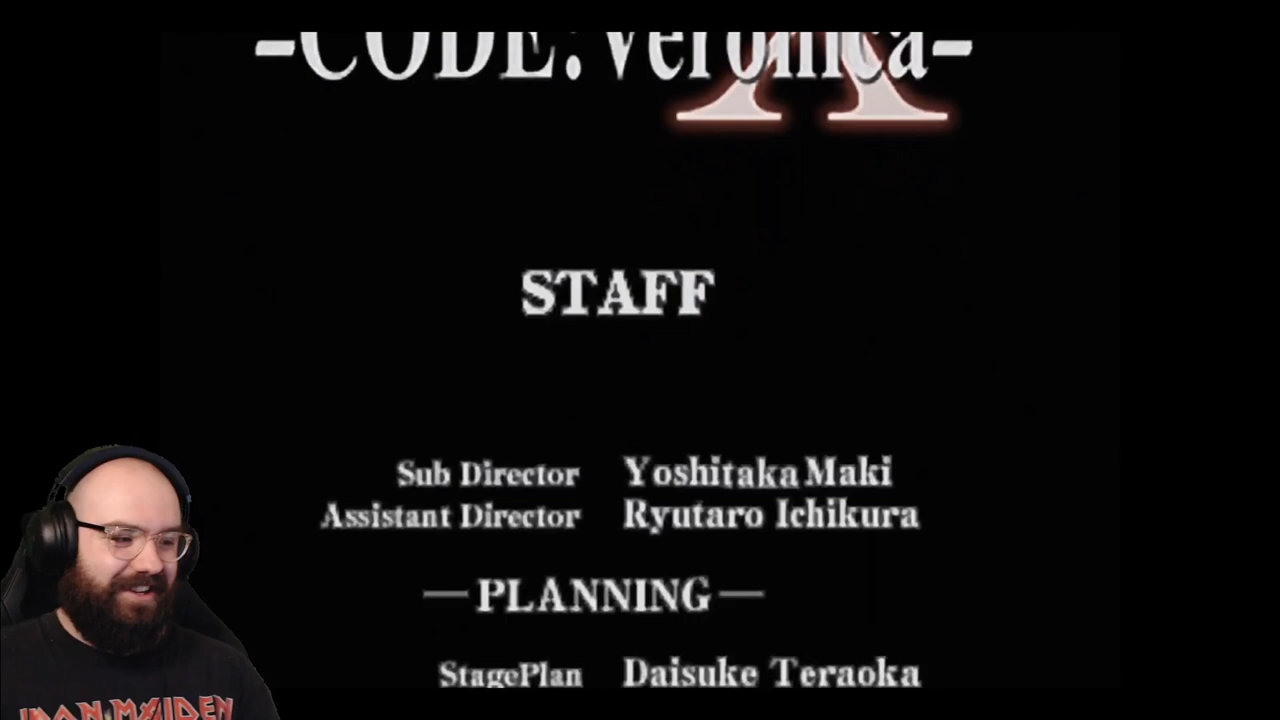 -CODE:Veronica-
X
STAFF
Sub Director Yoshitaka Maki
Assistant Director Ryutaro Ichikura
—PLANNING—
StagePlan Daisuke Teraoka
IRON MAIDEN